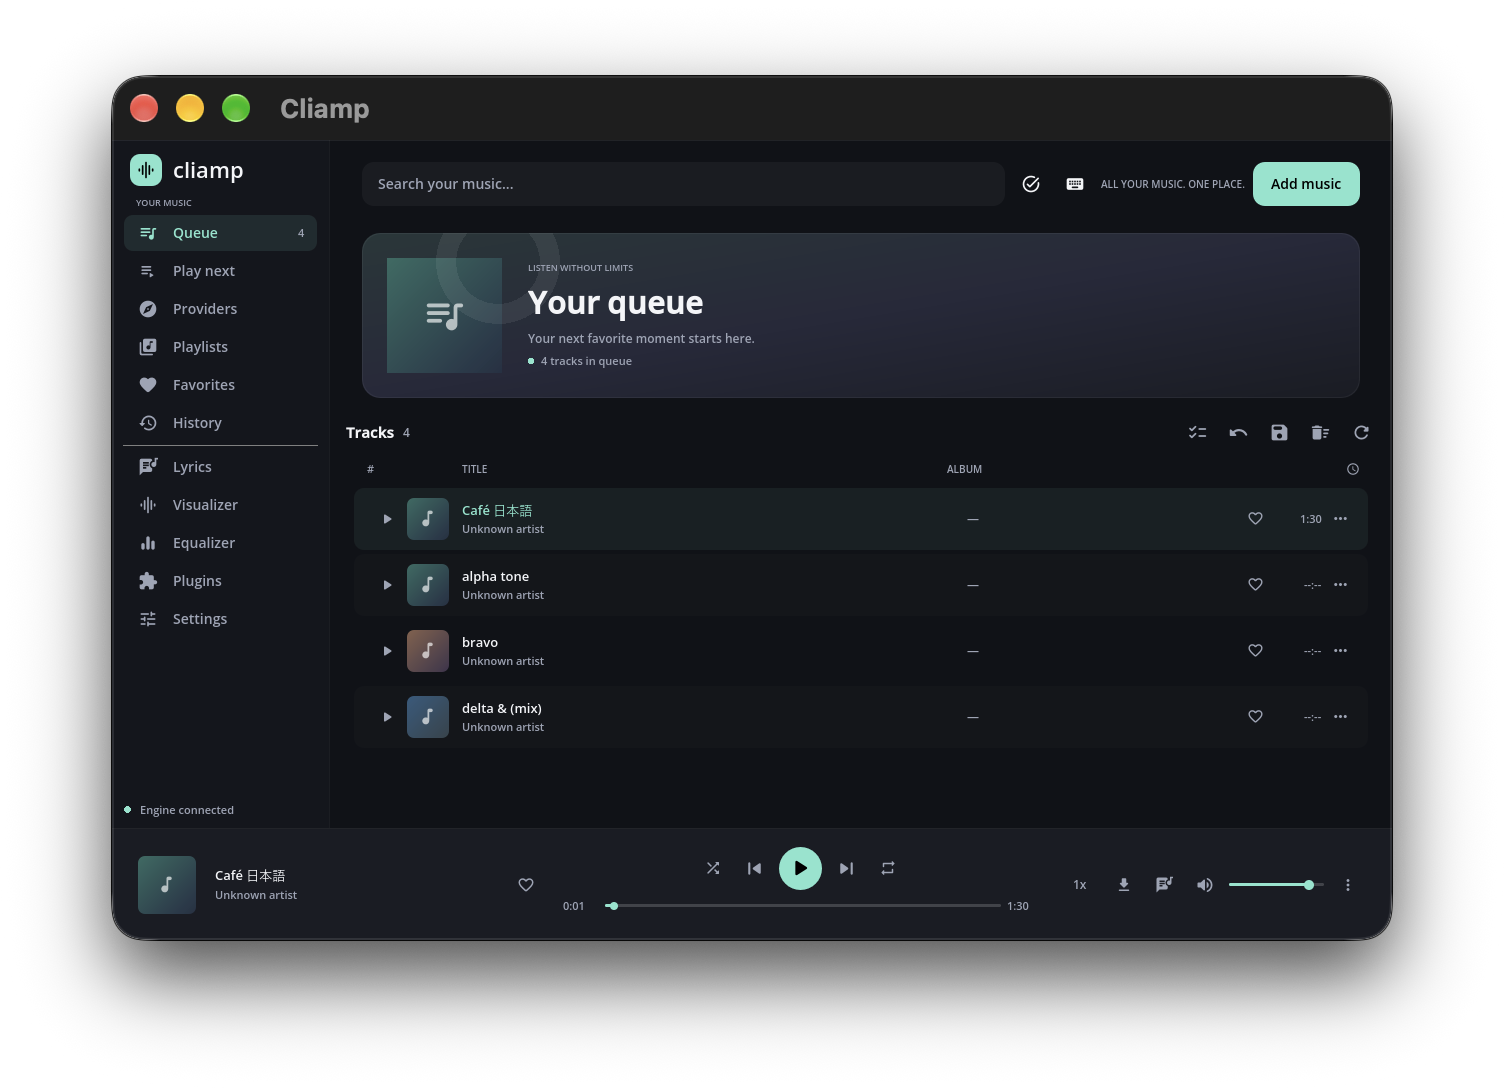 Cliamp
cliamp
YOUR MUSIC
Queue 4
Play next
Providers
Playlists
Favorites
History
Lyrics
Visualizer
Equalizer
Plugins
Settings
Engine connected
Search your music...
ALL YOUR MUSIC. ONE PLACE.
Add music
LISTEN WITHOUT LIMITS
Your queue
Your next favorite moment starts here.
4 tracks in queue
Tracks 4
# TITLE ALBUM
Café 日本語
Unknown artist
— 1:30
alpha tone
Unknown artist
— --:--
bravo
Unknown artist
— --:--
delta & (mix)
Unknown artist
— --:--
Café 日本語
Unknown artist
0:01 1:30
1x